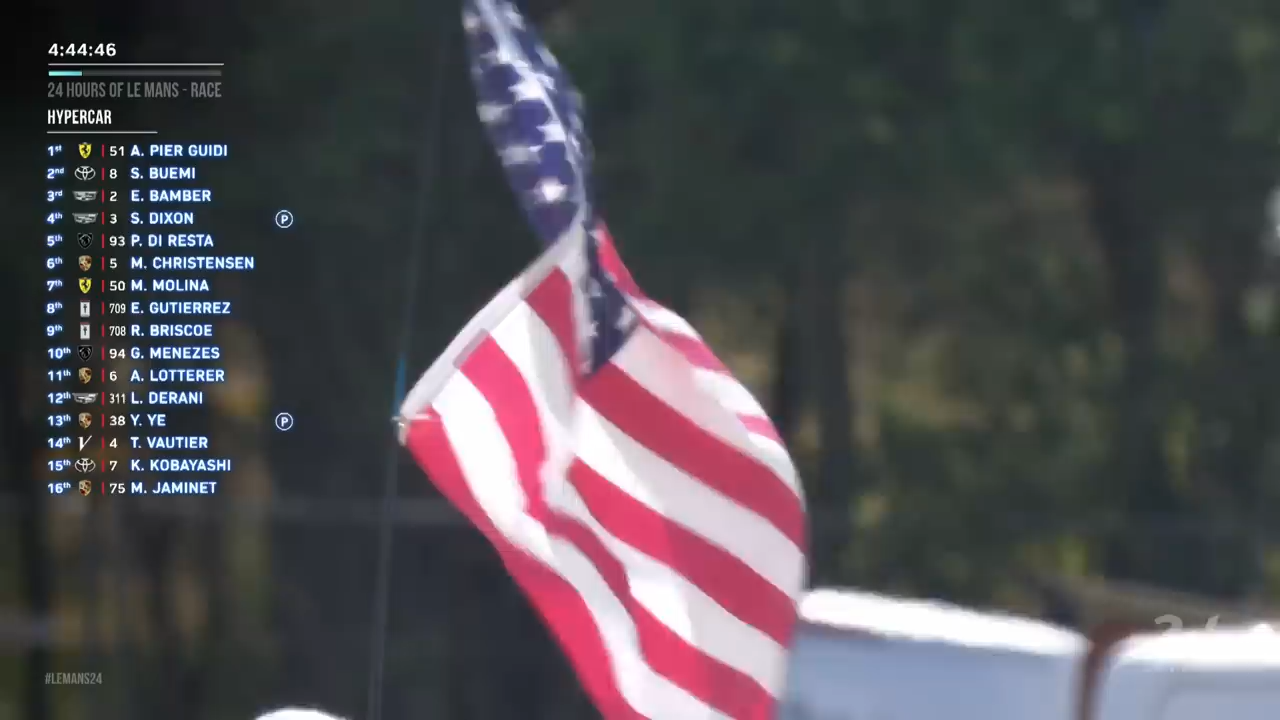 4:44:46
24 HOURS OF LE MANS - RACE
HYPERCAR
1st 51 A. PIER GUIDI
2nd 8 S. BUEMI
3rd 2 E. BAMBER
4th 3 S. DIXON P
5th 93 P. DI RESTA
6th 5 M. CHRISTENSEN
7th 50 M. MOLINA
8th 709 E. GUTIERREZ
9th 708 R. BRISCOE
10th 94 G. MENEZES
11th 6 A. LOTTERER
12th 311 L. DERANI
13th 38 Y. YE P
14th 4 T. VAUTIER
15th 7 K. KOBAYASHI
16th 75 M. JAMINET
#LEMANS24